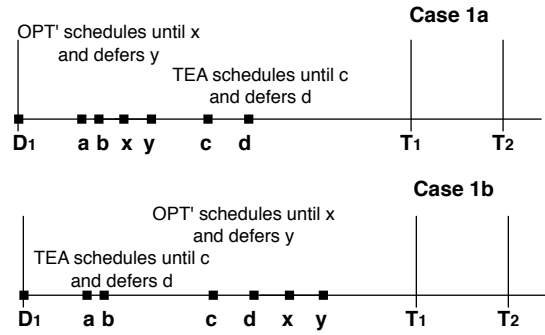 Case 1a
OPT' schedules until x
and defers y
TEA schedules until c
and defers d
D1 a b x y c d T1 T2
Case 1b
OPT' schedules until x
and defers y
TEA schedules until c
and defers d
D1 a b c d x y T1 T2